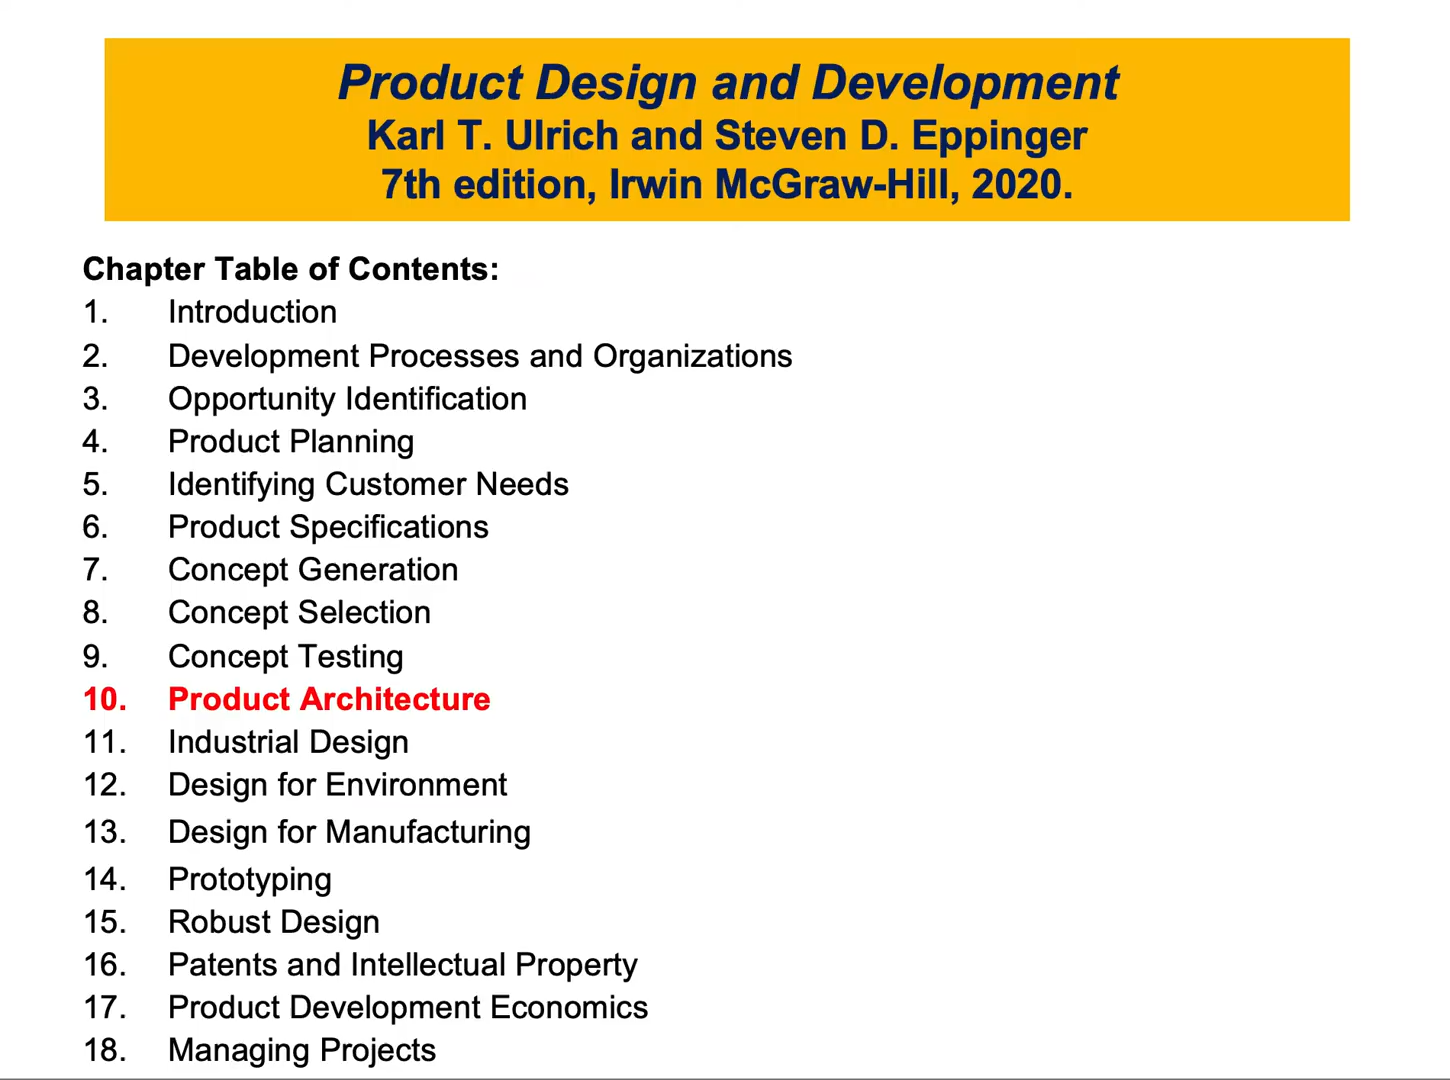 Product Design and Development
Karl T. Ulrich and Steven D. Eppinger
7th edition, Irwin McGraw-Hill, 2020.
Chapter Table of Contents:
1. Introduction
2. Development Processes and Organizations
3. Opportunity Identification
4. Product Planning
5. Identifying Customer Needs
6. Product Specifications
7. Concept Generation
8. Concept Selection
9. Concept Testing
10. Product Architecture
11. Industrial Design
12. Design for Environment
13. Design for Manufacturing
14. Prototyping
15. Robust Design
16. Patents and Intellectual Property
17. Product Development Economics
18. Managing Projects